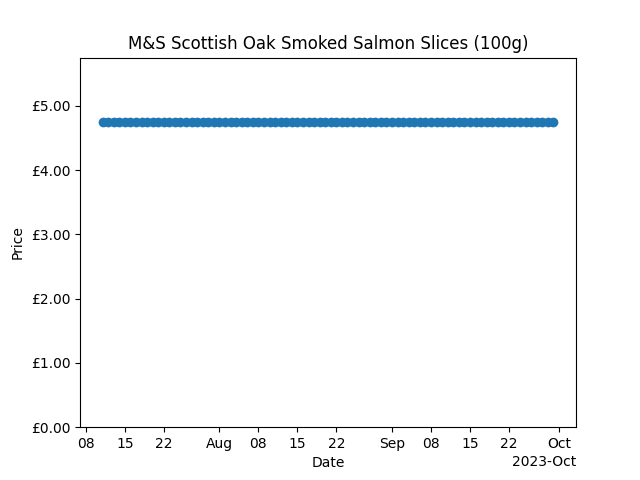 M&S Scottish Oak Smoked Salmon Slices (100g)
£5.00
£4.00
£3.00
£2.00
£1.00
£0.00
Price
08 15 22 Aug 08 15 22 Sep 08 15 22 Oct
Date
2023-Oct